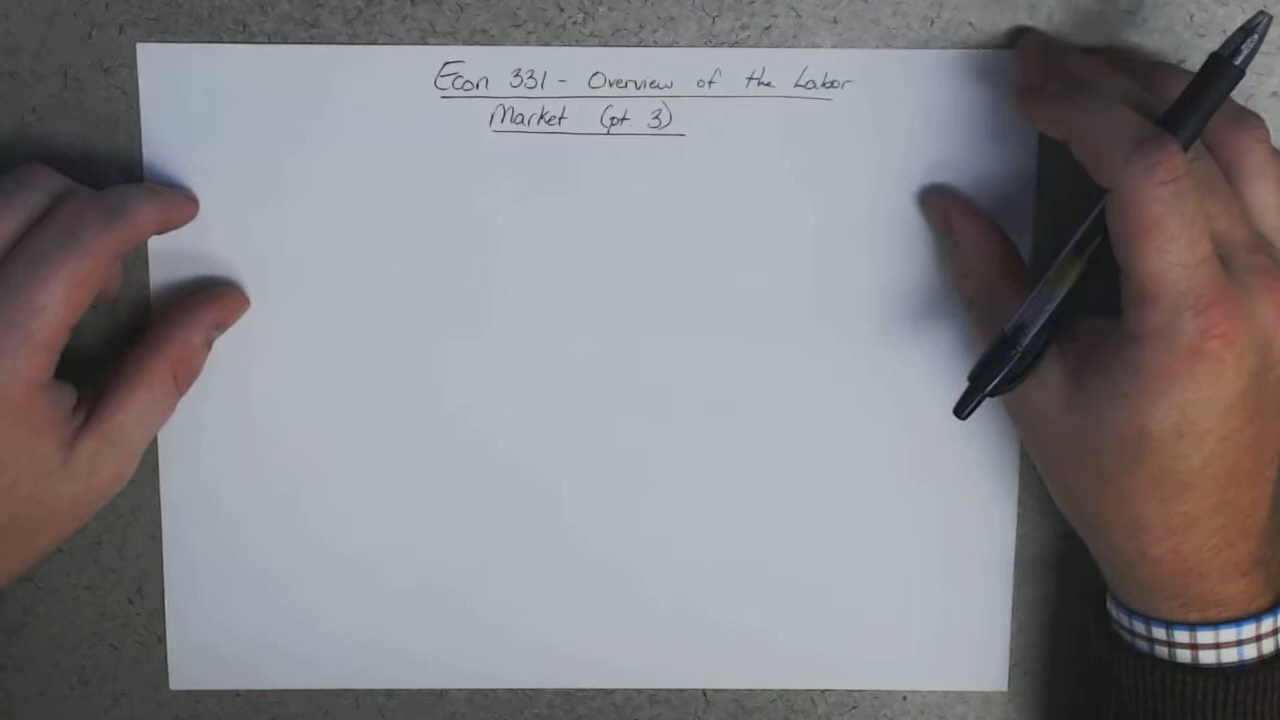 Econ 331 - Overview of the Labor
Market (pt 3)